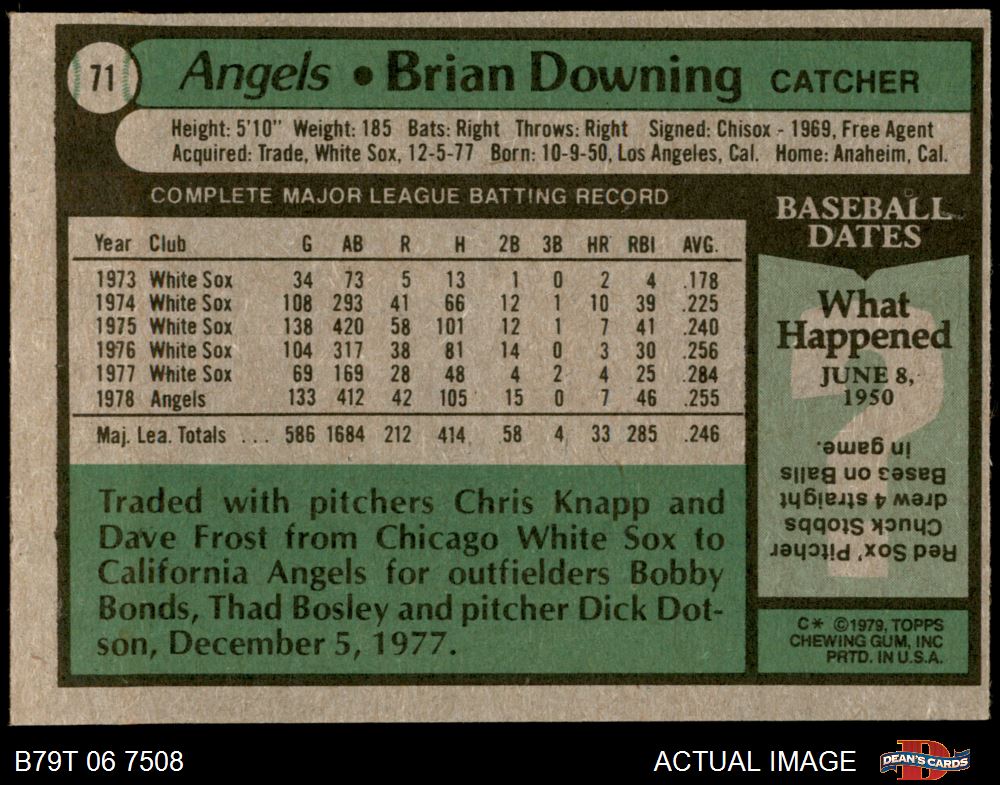 71
Angels • Brian Downing CATCHER
Height: 5'10" Weight: 185 Bats: Right Throws: Right Signed: Chisox - 1969, Free Agent
Acquired: Trade, White Sox, 12-5-77 Born: 10-9-50, Los Angeles, Cal. Home: Anaheim, Cal.
COMPLETE MAJOR LEAGUE BATTING RECORD
Year Club G AB R H 2B 3B HR RBI AVG.
1973 White Sox 34 73 5 13 1 0 2 4 .178
1974 White Sox 108 293 41 66 12 1 10 39 .225
1975 White Sox 138 420 58 101 12 1 7 41 .240
1976 White Sox 104 317 38 81 14 0 3 30 .256
1977 White Sox 69 169 28 48 4 2 4 25 .284
1978 Angels 133 412 42 105 15 0 7 46 .255
Maj. Lea. Totals ... 586 1684 212 414 58 4 33 285 .246
Traded with pitchers Chris Knapp and
Dave Frost from Chicago White Sox to
California Angels for outfielders Bobby
Bonds, Thad Bosley and pitcher Dick Dot-
son, December 5, 1977.
BASEBALL
DATES
What
Happened
JUNE 8,
1950
?
Red Sox' Pitcher
Chuck Stobbs
drew 4 straight
Bases on Balls
in game.
C* ©1979, TOPPS
CHEWING GUM, INC
PRTD. IN U.S.A.
B79T 06 7508
ACTUAL IMAGE
D
DEAN'S CARDS